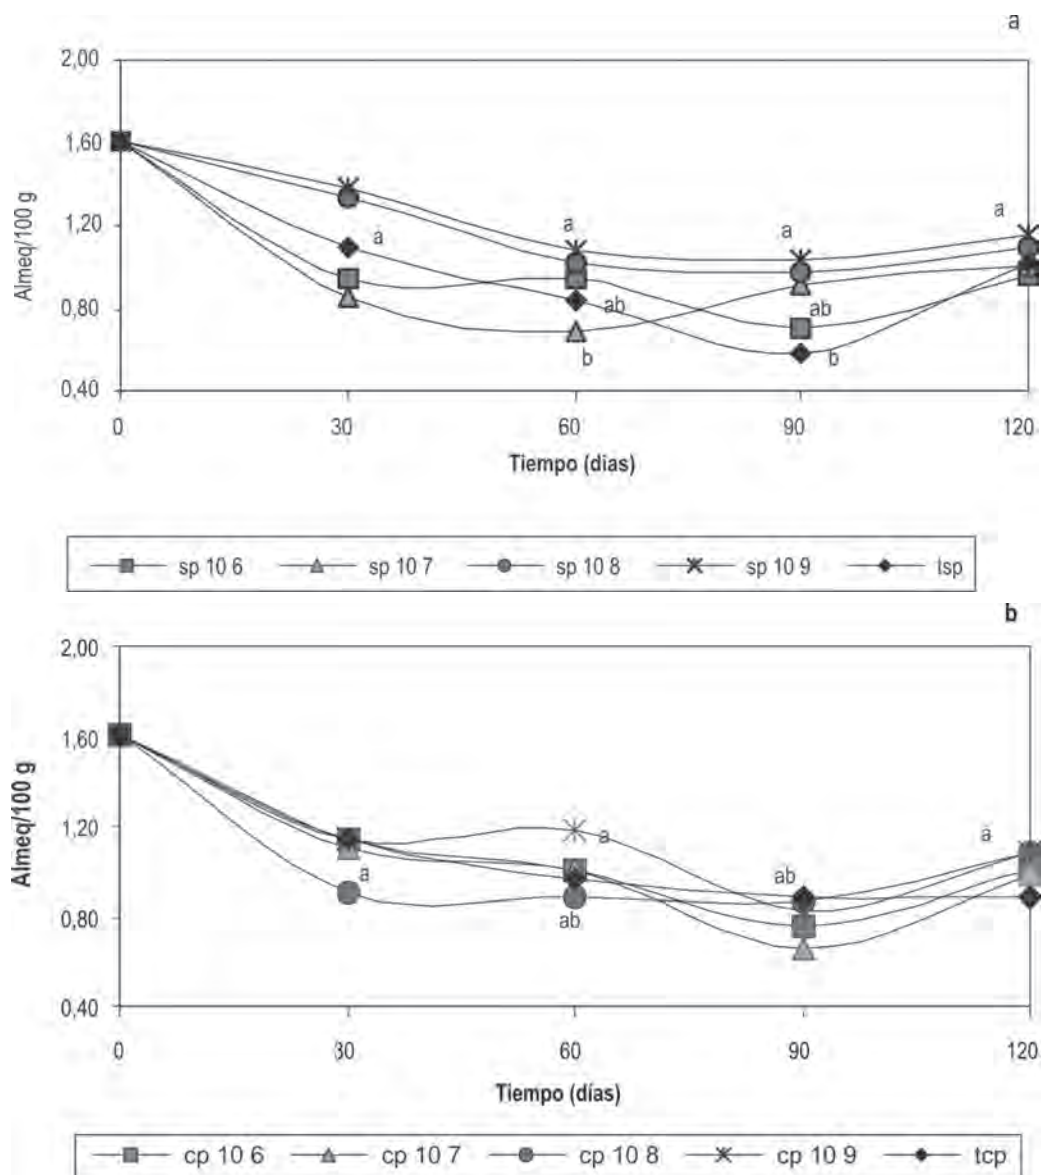 a
2,00
1,60
1,20
0,80
0,40
Almeq/100 g
a
a
a
a
ab
ab
b
b
0 30 60 90 120
Tiempo (dias)
sp 10 6 sp 10 7 sp 10 8 sp 10 9 tsp
b
2,00
1,60
1,20
0,80
0,40
Almeq/100 g
a
a
a
ab
ab
0 30 60 90 120
Tiempo (días)
cp 10 6 cp 10 7 cp 10 8 cp 10 9 tcp